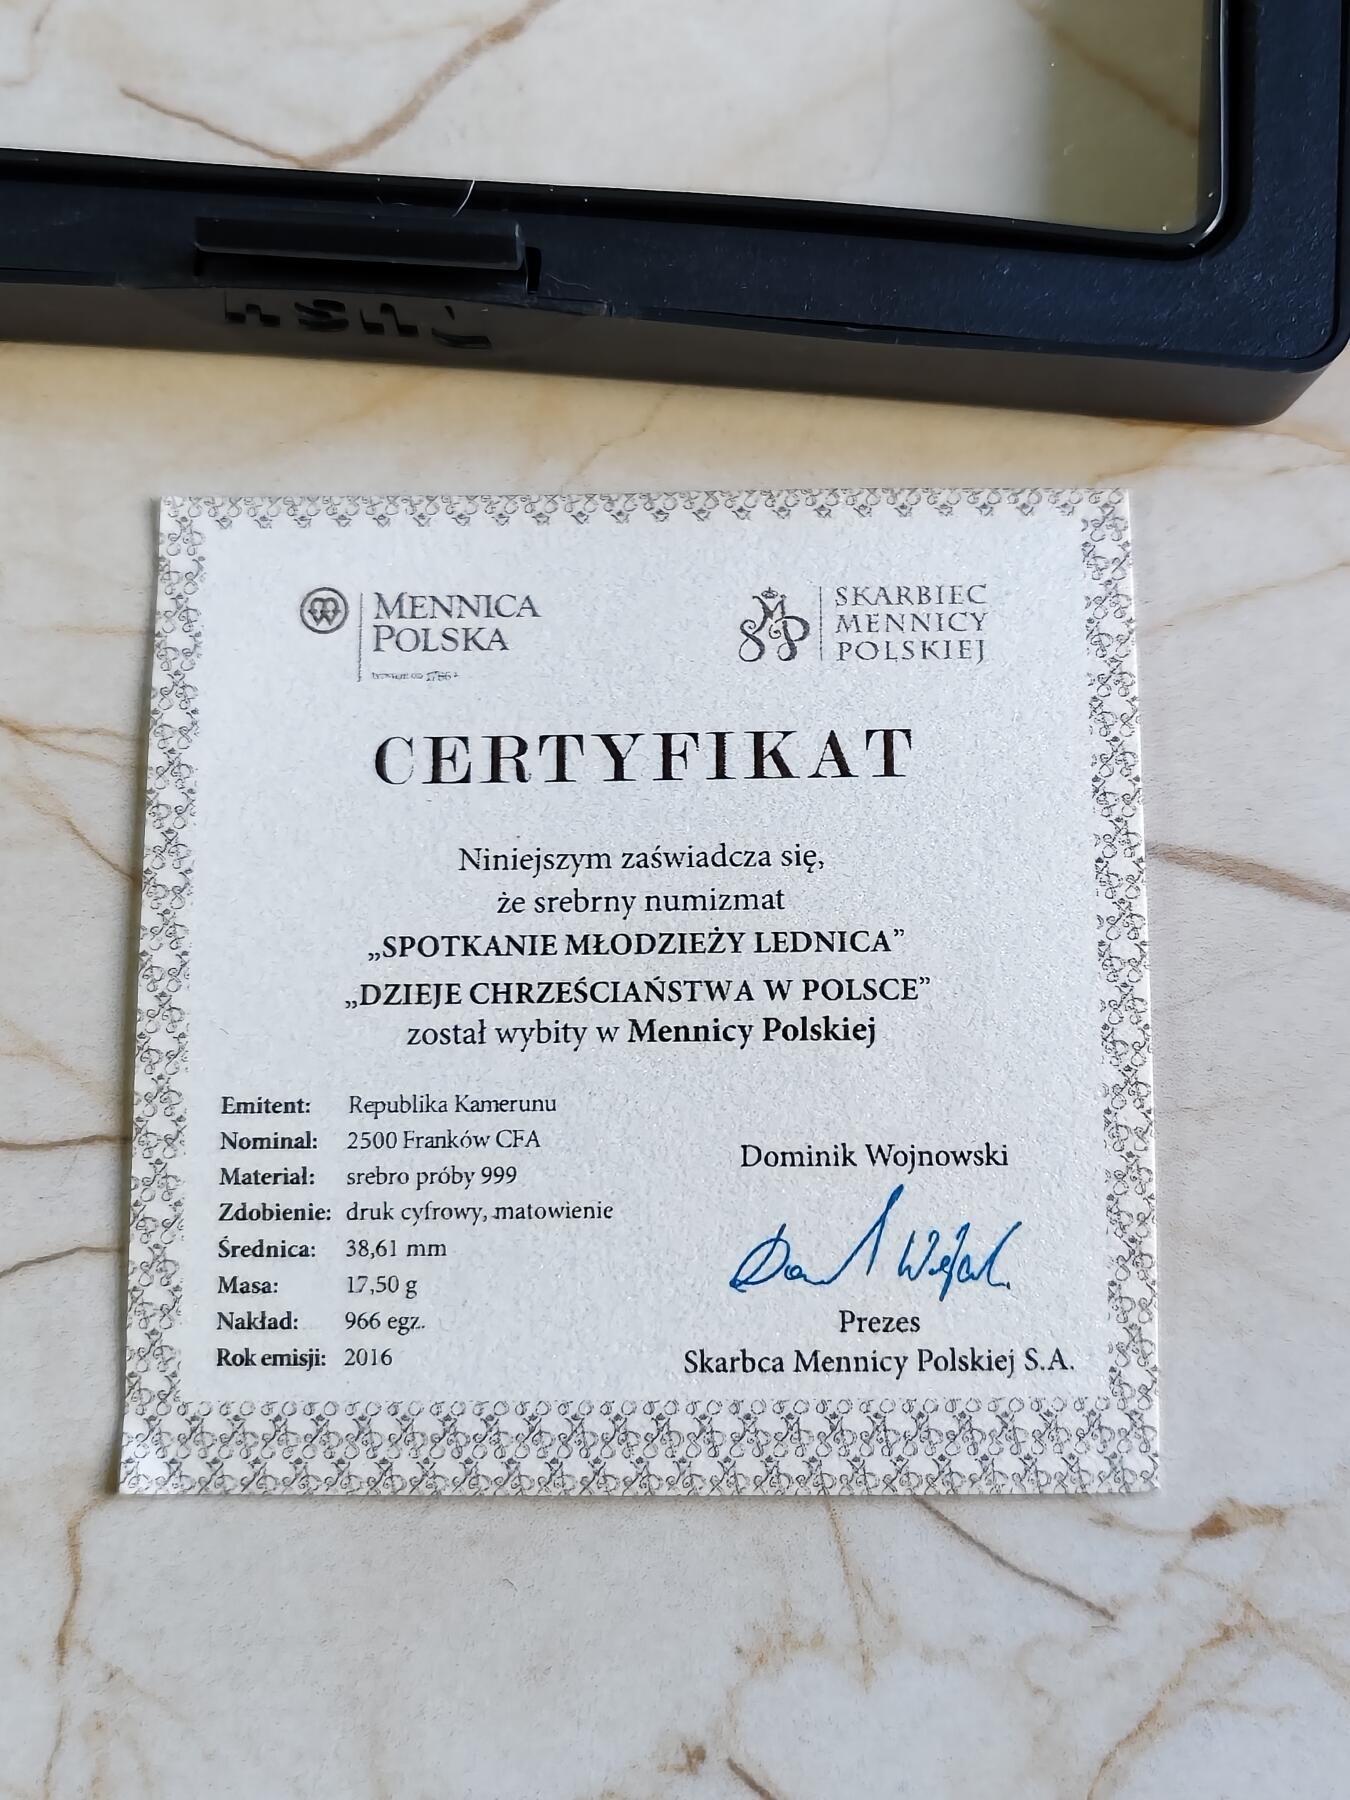 MENNICA
POLSKA
SKARBIEC
MENNICY
POLSKIEJ
CERTYFIKAT
Niniejszym zaświadcza się,
że srebrny numizmat
„SPOTKANIE MŁODZIEŻY LEDNICA”
„DZIEJE CHRZEŚCIAŃSTWA W POLSCE”
został wybity w Mennicy Polskiej
Emitent: Republika Kamerunu
Nominał: 2500 Franków CFA
Materiał: srebro próby 999
Zdobienie: druk cyfrowy, matowienie
Średnica: 38,61 mm
Masa: 17,50 g
Nakład: 966 egz.
Rok emisji: 2016
Dominik Wojnowski
Prezes
Skarbca Mennicy Polskiej S.A.